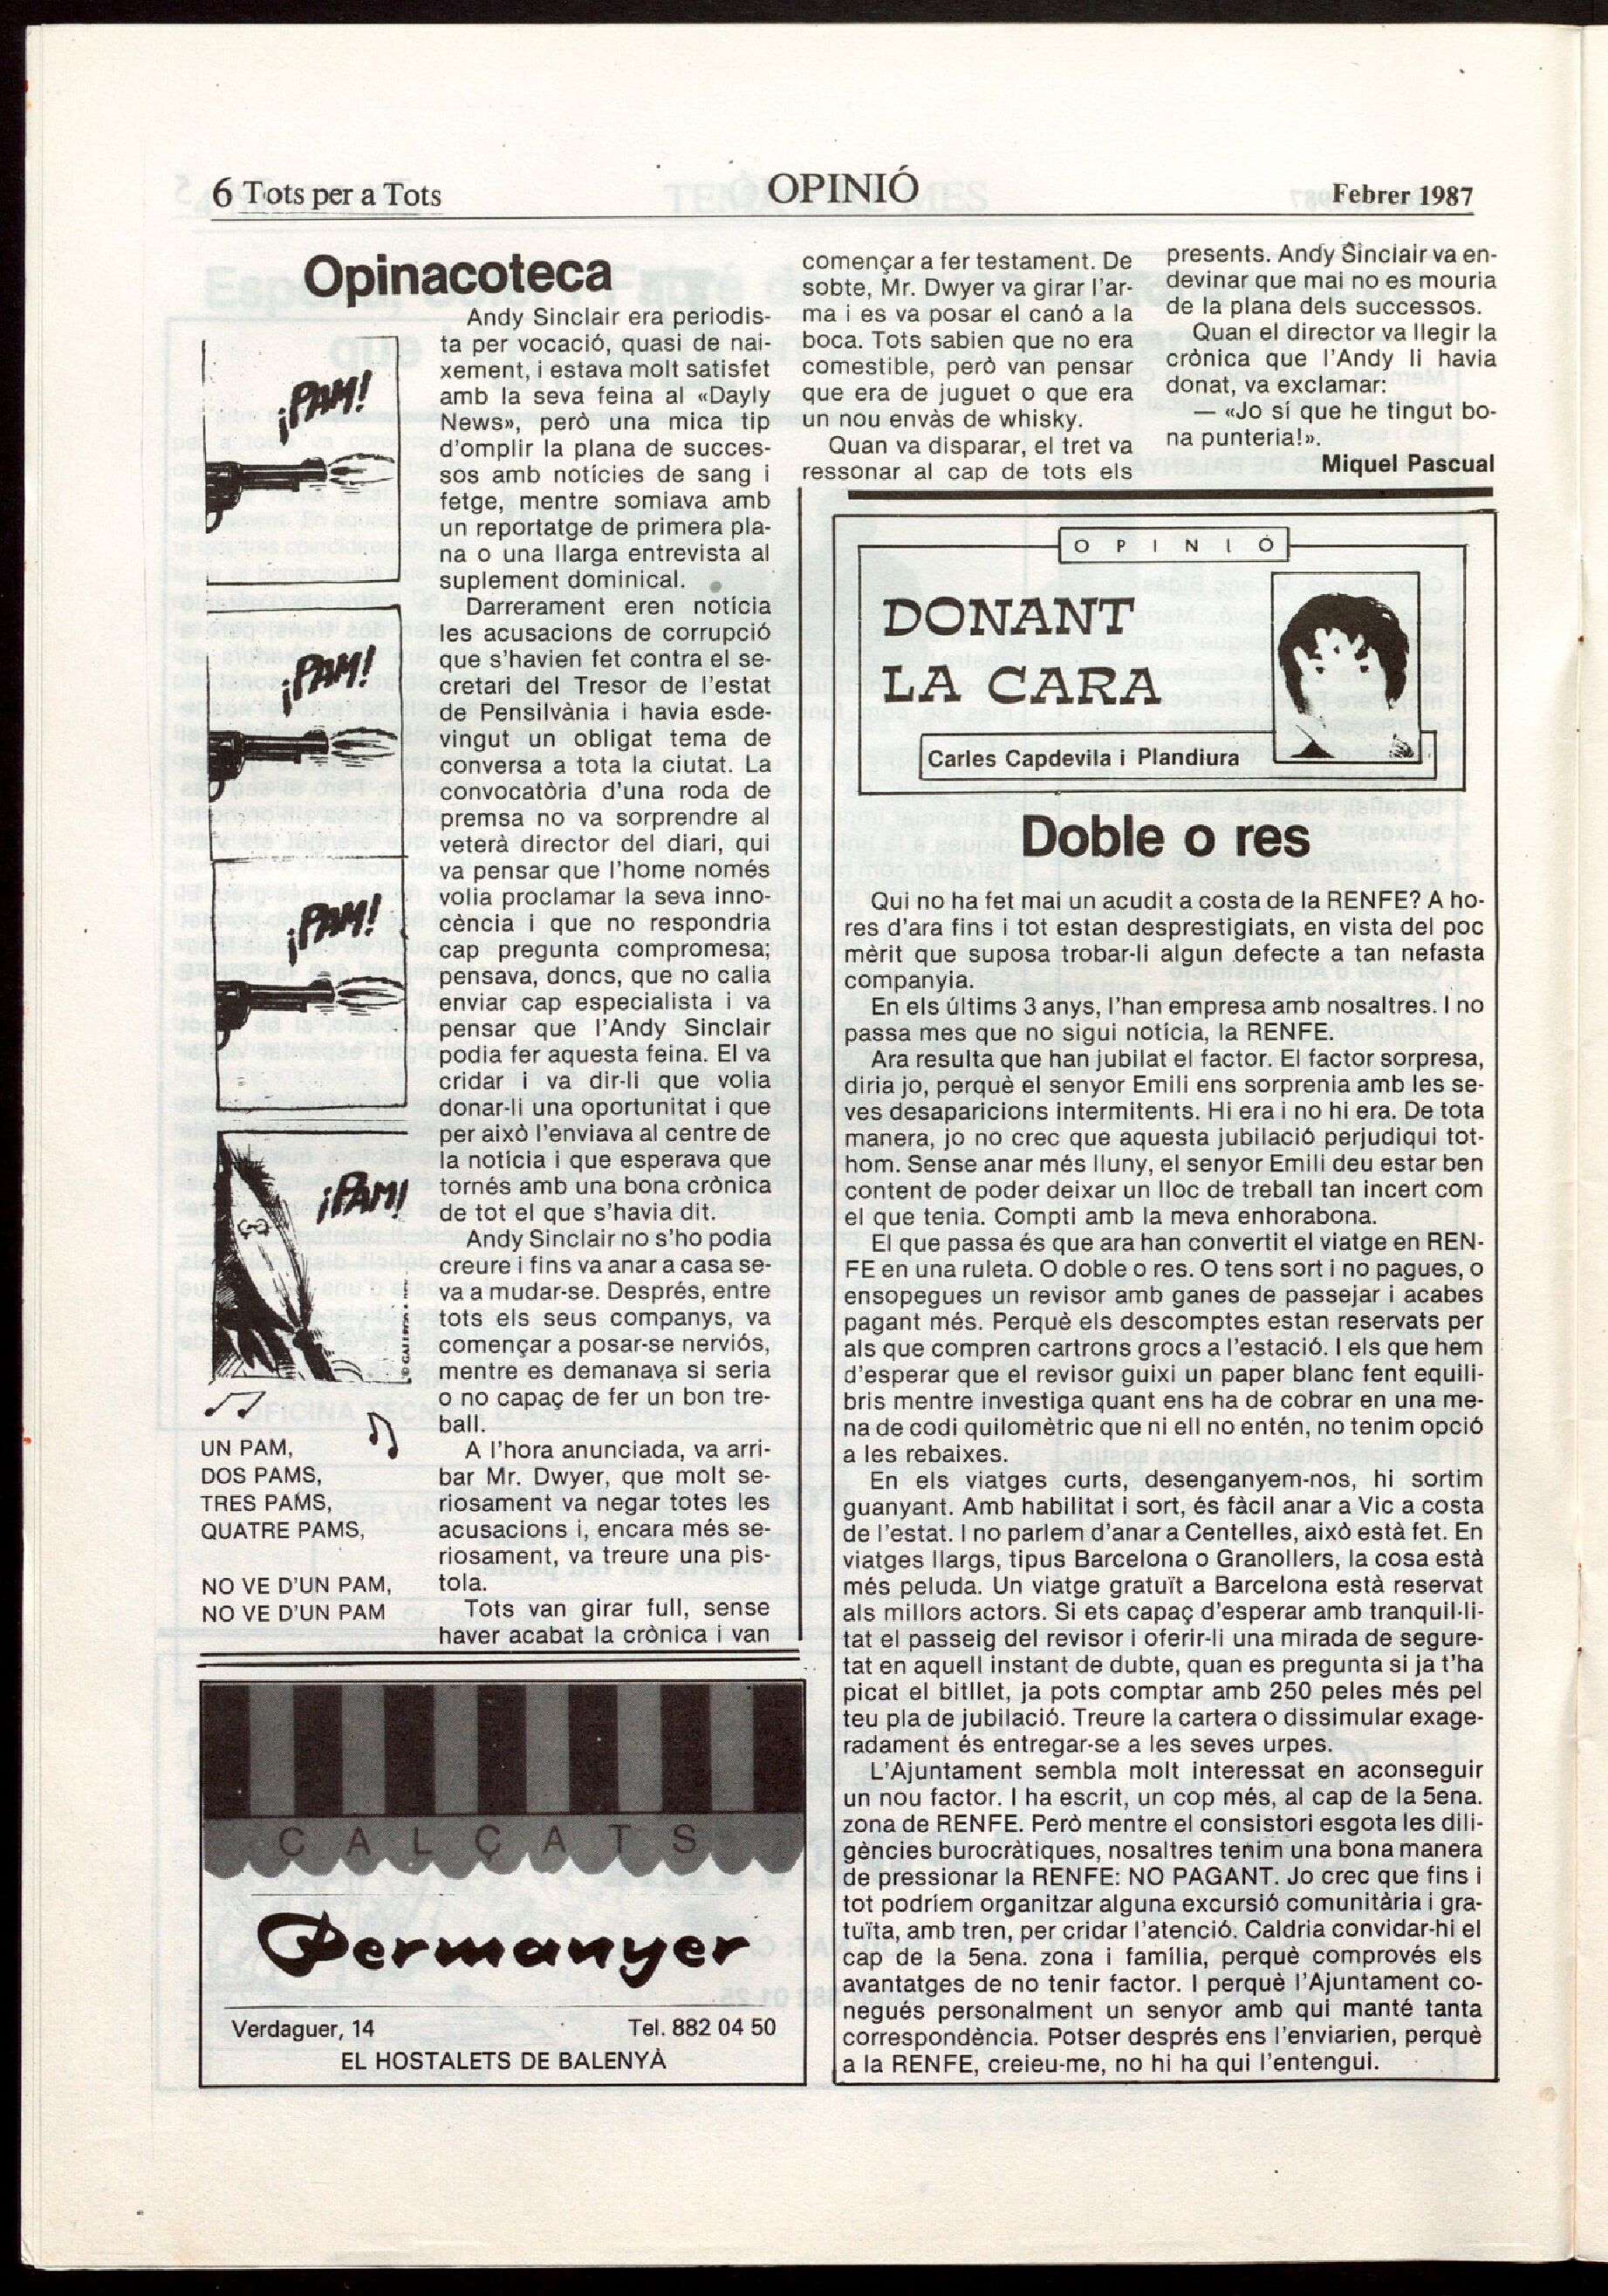 6 Tots per a Tots
OPINIÓ
Febrer 1987
Opinacoteca
¡PAM!
¡PAM!
¡PAM!
¡PAM!
UN PAM,
DOS PAMS,
TRES PAMS,
QUATRE PAMS,
NO VE D'UN PAM,
NO VE D'UN PAM
Andy Sinclair era periodis-
ta per vocació, quasi de nai-
xement, i estava molt satisfet
amb la seva feina al «Dayly
News», però una mica tip
d'omplir la plana de succes-
sos amb notícies de sang i
fetge, mentre somiava amb
un reportatge de primera pla-
na o una llarga entrevista al
suplement dominical.
Darrerament eren notícia
les acusacions de corrupció
que s'havien fet contra el se-
cretari del Tresor de l'estat
de Pensilvània i havia esde-
vingut un obligat tema de
conversa a tota la ciutat. La
convocatòria d'una roda de
premsa no va sorprendre al
veterà director del diari, qui
va pensar que l'home només
volia proclamar la seva inno-
cència i que no respondria
cap pregunta compromesa;
pensava, doncs, que no calia
enviar cap especialista i va
pensar que l'Andy Sinclair
podia fer aquesta feina. El va
cridar i va dir-li que volia
donar-li una oportunitat i que
per això l'enviava al centre de
la notícia i que esperava que
tornés amb una bona crònica
de tot el que s'havia dit.
Andy Sinclair no s'ho podia
creure i fins va anar a casa se-
va a mudar-se. Després, entre
tots els seus companys, va
començar a posar-se nerviós,
mentre es demanava si seria
o no capaç de fer un bon tre-
ball.
A l'hora anunciada, va arri-
bar Mr. Dwyer, que molt se-
riosament va negar totes les
acusacions i, encara més se-
riosament, va treure una pis-
tola.
Tots van girar full, sense
haver acabat la crònica i van
començar a fer testament. De
sobte, Mr. Dwyer va girar l'ar-
ma i es va posar el canó a la
boca. Tots sabien que no era
comestible, però van pensar
que era de juguet o que era
un nou envàs de whisky.
Quan va disparar, el tret va
ressonar al cap de tots els
presents. Andy Sinclair va en-
devinar que mai no es mouria
de la plana dels successos.
Quan el director va llegir la
crònica que l'Andy li havia
donat, va exclamar:
— «Jo sí que he tingut bo-
na punteria!».
Miquel Pascual
OPINIÓ
DONANT
LA CARA
Carles Capdevila i Plandiura
Doble o res
Qui no ha fet mai un acudit a costa de la RENFE? A ho-
res d'ara fins i tot estan desprestigiats, en vista del poc
mèrit que suposa trobar-li algun defecte a tan nefasta
companyia.
En els últims 3 anys, l'han empresa amb nosaltres. I no
passa mes que no sigui notícia, la RENFE.
Ara resulta que han jubilat el factor. El factor sorpresa,
diria jo, perquè el senyor Emili ens sorprenia amb les se-
ves desaparicions intermitents. Hi era i no hi era. De tota
manera, jo no crec que aquesta jubilació perjudiqui tot-
hom. Sense anar més lluny, el senyor Emili deu estar ben
content de poder deixar un lloc de treball tan incert com
el que tenia. Compti amb la meva enhorabona.
El que passa és que ara han convertit el viatge en REN-
FE en una ruleta. O doble o res. O tens sort i no pagues, o
ensopegues un revisor amb ganes de passejar i acabes
pagant més. Perquè els descomptes estan reservats per
als que compren cartrons grocs a l'estació. I els que hem
d'esperar que el revisor guixi un paper blanc fent equili-
bris mentre investiga quant ens ha de cobrar en una me-
na de codi quilomètric que ni ell no entén, no tenim opció
a les rebaixes.
En els viatges curts, desenganyem-nos, hi sortim
guanyant. Amb habilitat i sort, és fàcil anar a Vic a costa
de l'estat. I no parlem d'anar a Centelles, això està fet. En
viatges llargs, tipus Barcelona o Granollers, la cosa està
més peluda. Un viatge gratuït a Barcelona està reservat
als millors actors. Si ets capaç d'esperar amb tranquil·li-
tat el passeig del revisor i oferir-li una mirada de segure-
tat en aquell instant de dubte, quan es pregunta si ja t'ha
picat el bitllet, ja pots comptar amb 250 peles més pel
teu pla de jubilació. Treure la cartera o dissimular exage-
radament és entregar-se a les seves urpes.
L'Ajuntament sembla molt interessat en aconseguir
un nou factor. I ha escrit, un cop més, al cap de la 5ena.
zona de RENFE. Però mentre el consistori esgota les dili-
gències burocràtiques, nosaltres tenim una bona manera
de pressionar la RENFE: NO PAGANT. Jo crec que fins i
tot podríem organitzar alguna excursió comunitària i gra-
tuïta, amb tren, per cridar l'atenció. Caldria convidar-hi el
cap de la 5ena. zona i família, perquè comprovés els
avantatges de no tenir factor. I perquè l'Ajuntament co-
negués personalment un senyor amb qui manté tanta
correspondència. Potser després ens l'enviarien, perquè
a la RENFE, creieu-me, no hi ha qui l'entengui.
CALÇATS
Permanyer
Verdaguer, 14
Tel. 882 04 50
EL HOSTALETS DE BALENYÀ